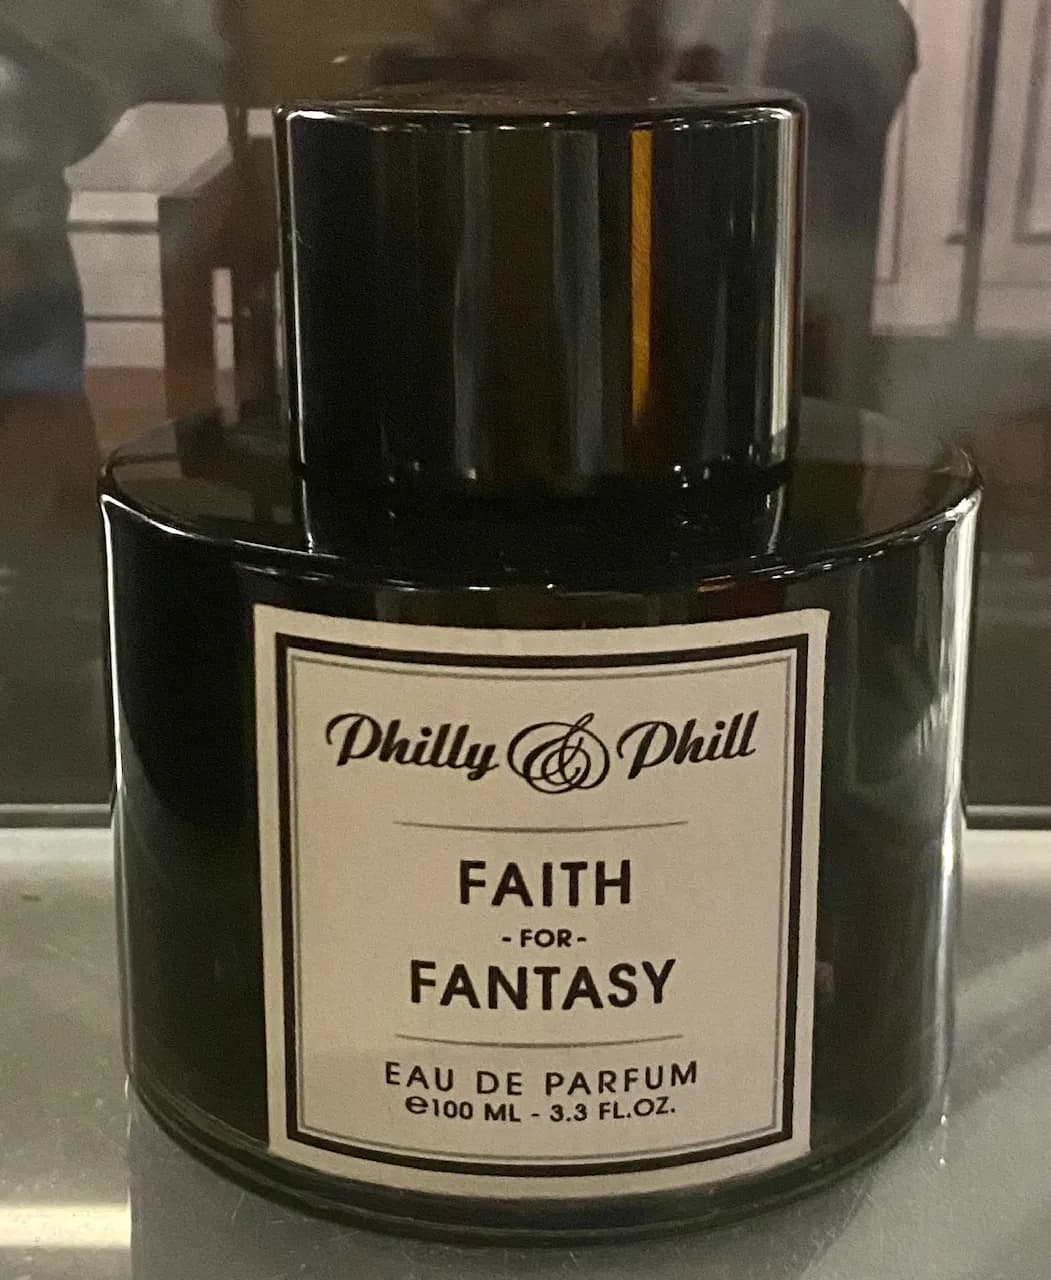 Philly & Phill
FAITH
- FOR -
FANTASY
EAU DE PARFUM
℮100 ML - 3.3 FL.OZ.